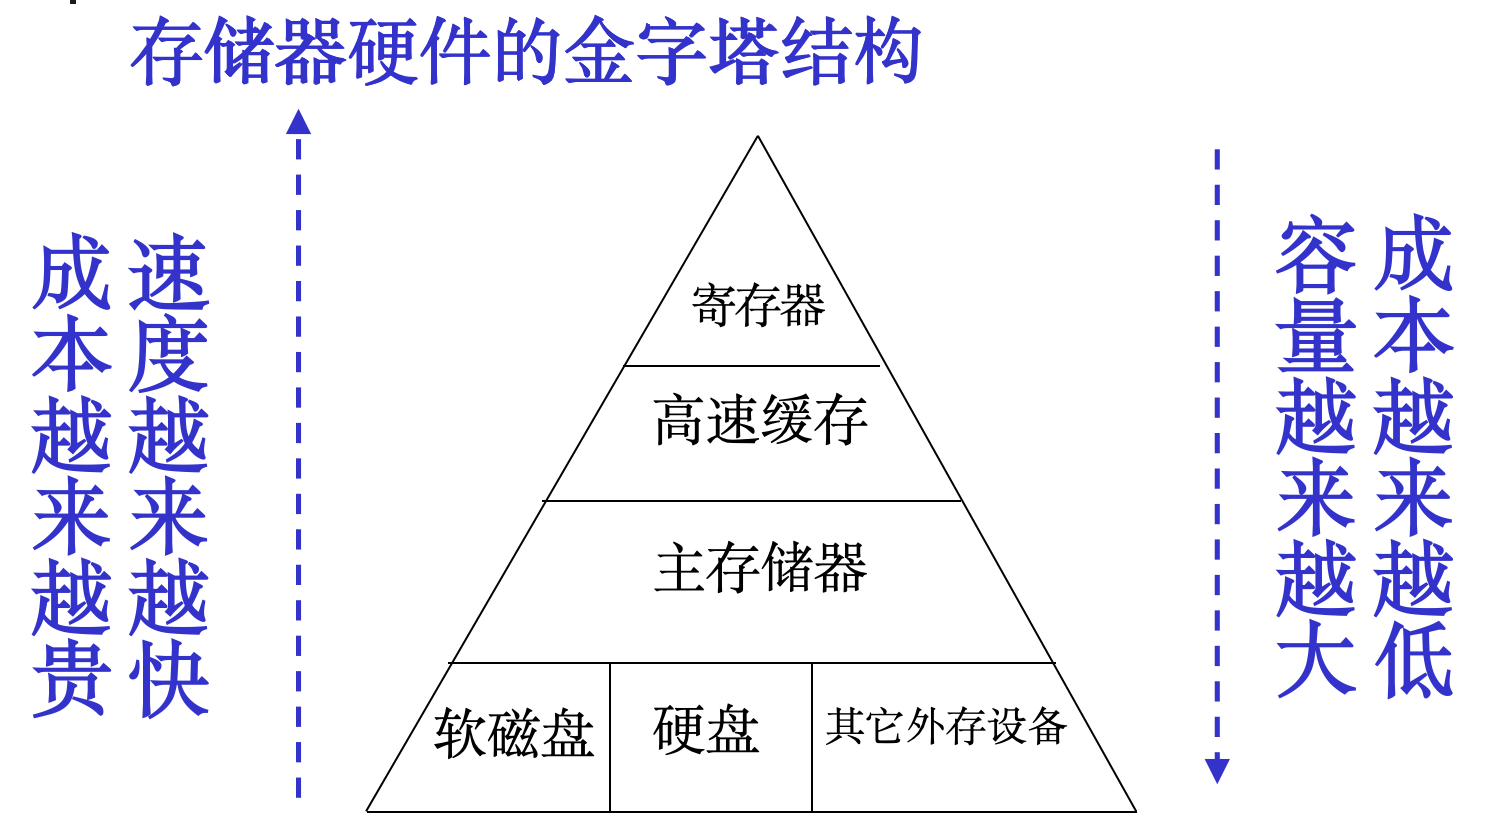 存储器硬件的金字塔结构
速度越来越快
成本越来越贵
寄存器
高速缓存
主存储器
软磁盘
硬盘
其它外存设备
成本越来越低
容量越来越大